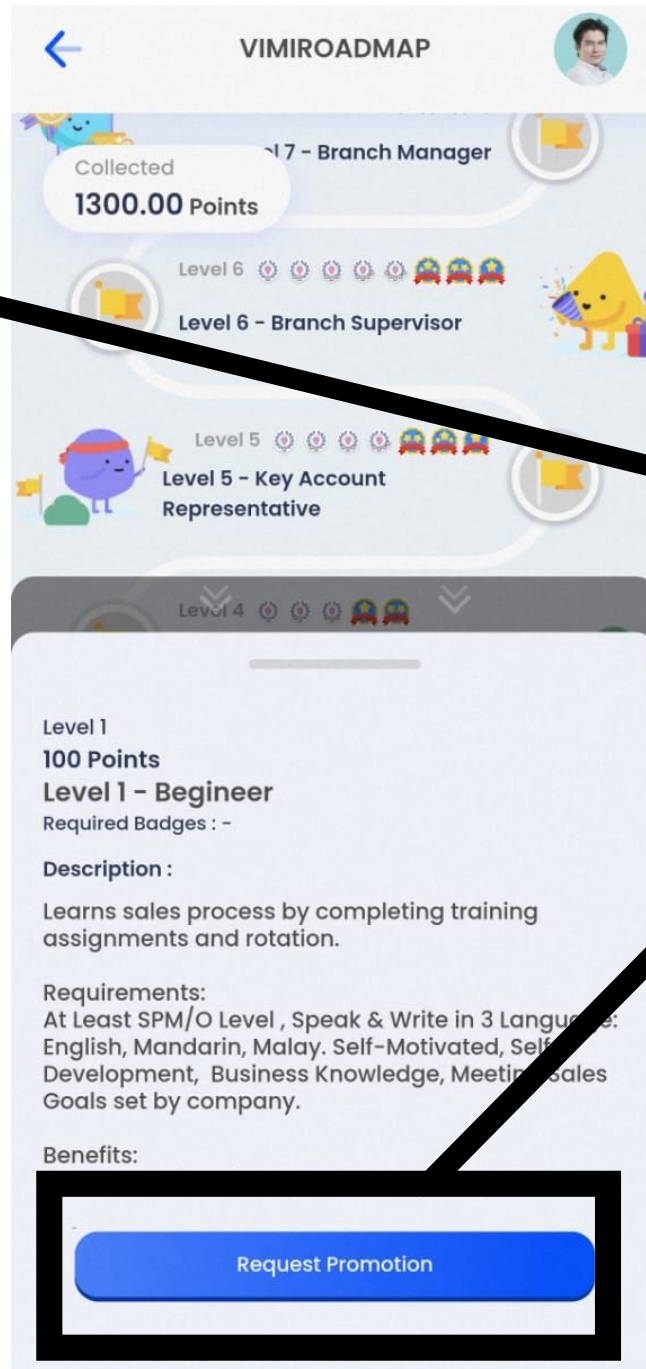 VIMIROADMAP
7 - Branch Manager
Collected
1300.00 Points
Level 6
Level 6 - Branch Supervisor
Level 5
Level 5 - Key Account
Representative
Level 4
Level 1
100 Points
Level 1 - Begineer
Required Badges : -
Description :
Learns sales process by completing training
assignments and rotation.
Requirements:
At Least SPM/O Level , Speak & Write in 3
English, Mandarin, Malay. Self-Motivated, Self
Development, Business Knowledge, Meeting Sales
Goals set by company.
Benefits:
Request Promotion